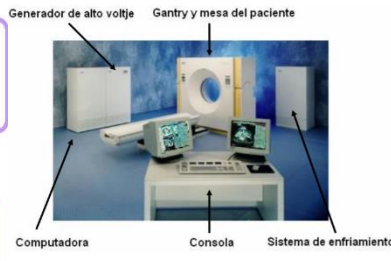 Generador de alto voltje
Gantry y mesa del paciente
Computadora
Consola
Sistema de enfriamiento